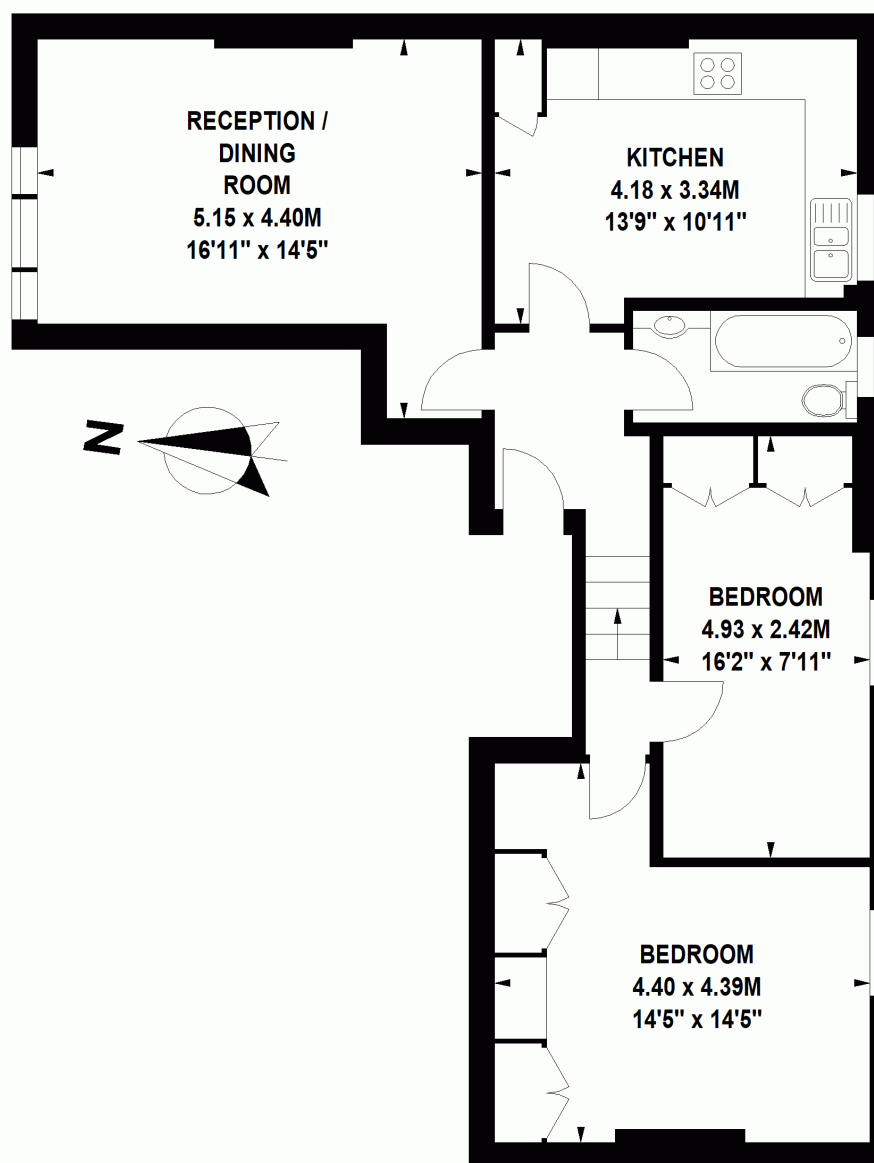 RECEPTION /
DINING
ROOM
5.15 x 4.40M
16'11" x 14'5"
KITCHEN
4.18 x 3.34M
13'9" x 10'11"
N
BEDROOM
4.93 x 2.42M
16'2" x 7'11"
BEDROOM
4.40 x 4.39M
14'5" x 14'5"